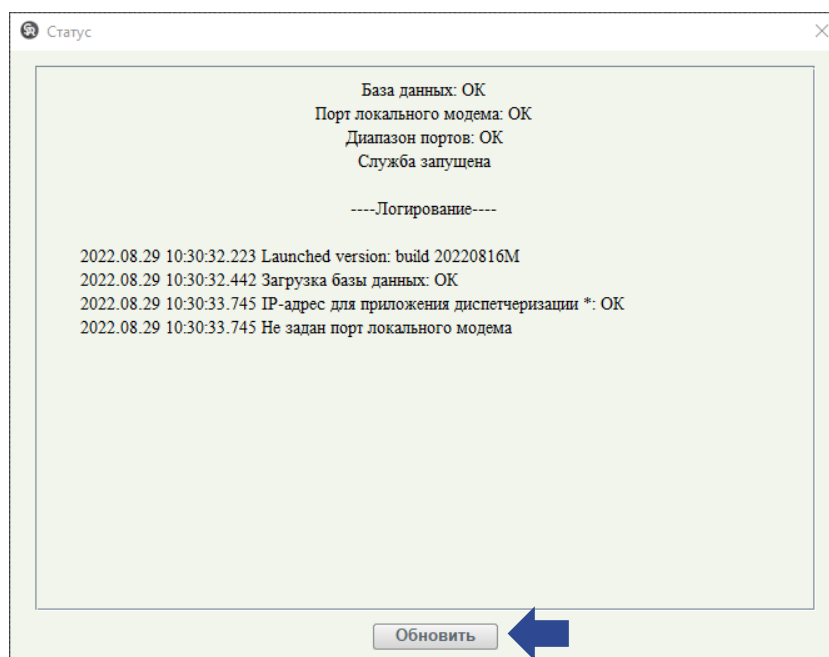 Статус
База данных: OK
Порт локального модема: OK
Диапазон портов: OK
Служба запущена
----Логирование----
2022.08.29 10:30:32.223 Launched version: build 20220816M
2022.08.29 10:30:32.442 Загрузка базы данных: OK
2022.08.29 10:30:33.745 IP-адрес для приложения диспетчеризации *: OK
2022.08.29 10:30:33.745 Не задан порт локального модема
Обновить